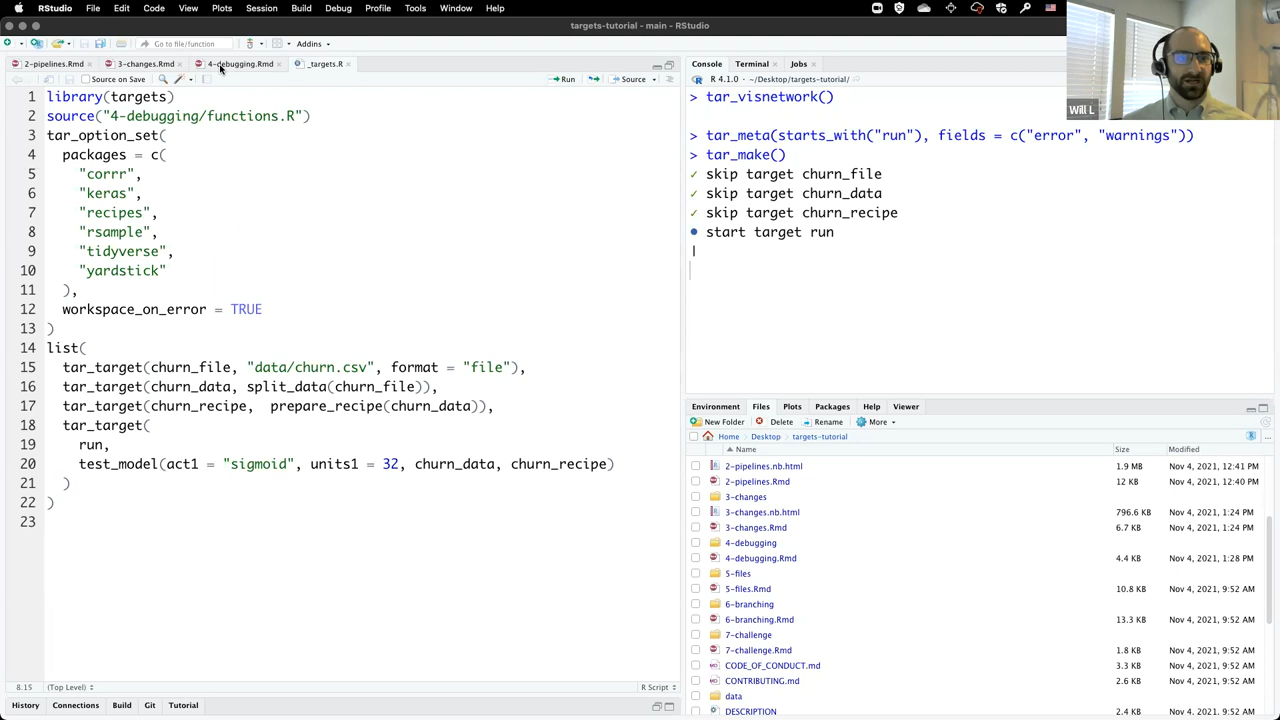 RStudio File Edit Code View Plots Session Build Debug Profile Tools Window Help
targets-tutorial - main - RStudio
Go to file/function Addins
2-pipelines.Rmd 3-changes.Rmd 4-debugging.Rmd _targets.R
Source on Save Run Source
1 library(targets)
2 source("4-debugging/functions.R")
3 tar_option_set(
4 packages = c(
5 "corrr",
6 "keras",
7 "recipes",
8 "rsample",
9 "tidyverse",
10 "yardstick"
11 ),
12 workspace_on_error = TRUE
13 )
14 list(
15 tar_target(churn_file, "data/churn.csv", format = "file"),
16 tar_target(churn_data, split_data(churn_file)),
17 tar_target(churn_recipe, prepare_recipe(churn_data)),
18 tar_target(
19 run,
20 test_model(act1 = "sigmoid", units1 = 32, churn_data, churn_recipe)
21 )
22 )
23
8:15 (Top Level) R Script
History Connections Build Git Tutorial
Console Terminal Jobs
R 4.1.0 · ~/Desktop/targets-tutorial/
> tar_visnetwork()
> tar_meta(starts_with("run"), fields = c("error", "warnings"))
> tar_make()
✓ skip target churn_file
✓ skip target churn_data
✓ skip target churn_recipe
● start target run
|
Will L
Environment Files Plots Packages Help Viewer
New Folder Delete Rename More
Home Desktop targets-tutorial
Name Size Modified
2-pipelines.nb.html 1.9 MB Nov 4, 2021, 12:41 PM
2-pipelines.Rmd 12 KB Nov 4, 2021, 12:40 PM
3-changes
3-changes.nb.html 796.6 KB Nov 4, 2021, 1:24 PM
3-changes.Rmd 6.7 KB Nov 4, 2021, 1:24 PM
4-debugging
4-debugging.Rmd 4.4 KB Nov 4, 2021, 1:28 PM
5-files
5-files.Rmd 10.8 KB Nov 4, 2021, 9:52 AM
6-branching
6-branching.Rmd 13.3 KB Nov 4, 2021, 9:52 AM
7-challenge
7-challenge.Rmd 1.8 KB Nov 4, 2021, 9:52 AM
CODE_OF_CONDUCT.md 3.3 KB Nov 4, 2021, 9:52 AM
CONTRIBUTING.md 2.6 KB Nov 4, 2021, 9:52 AM
data
DESCRIPTION 2.4 KB Nov 4, 2021, 9:52 AM